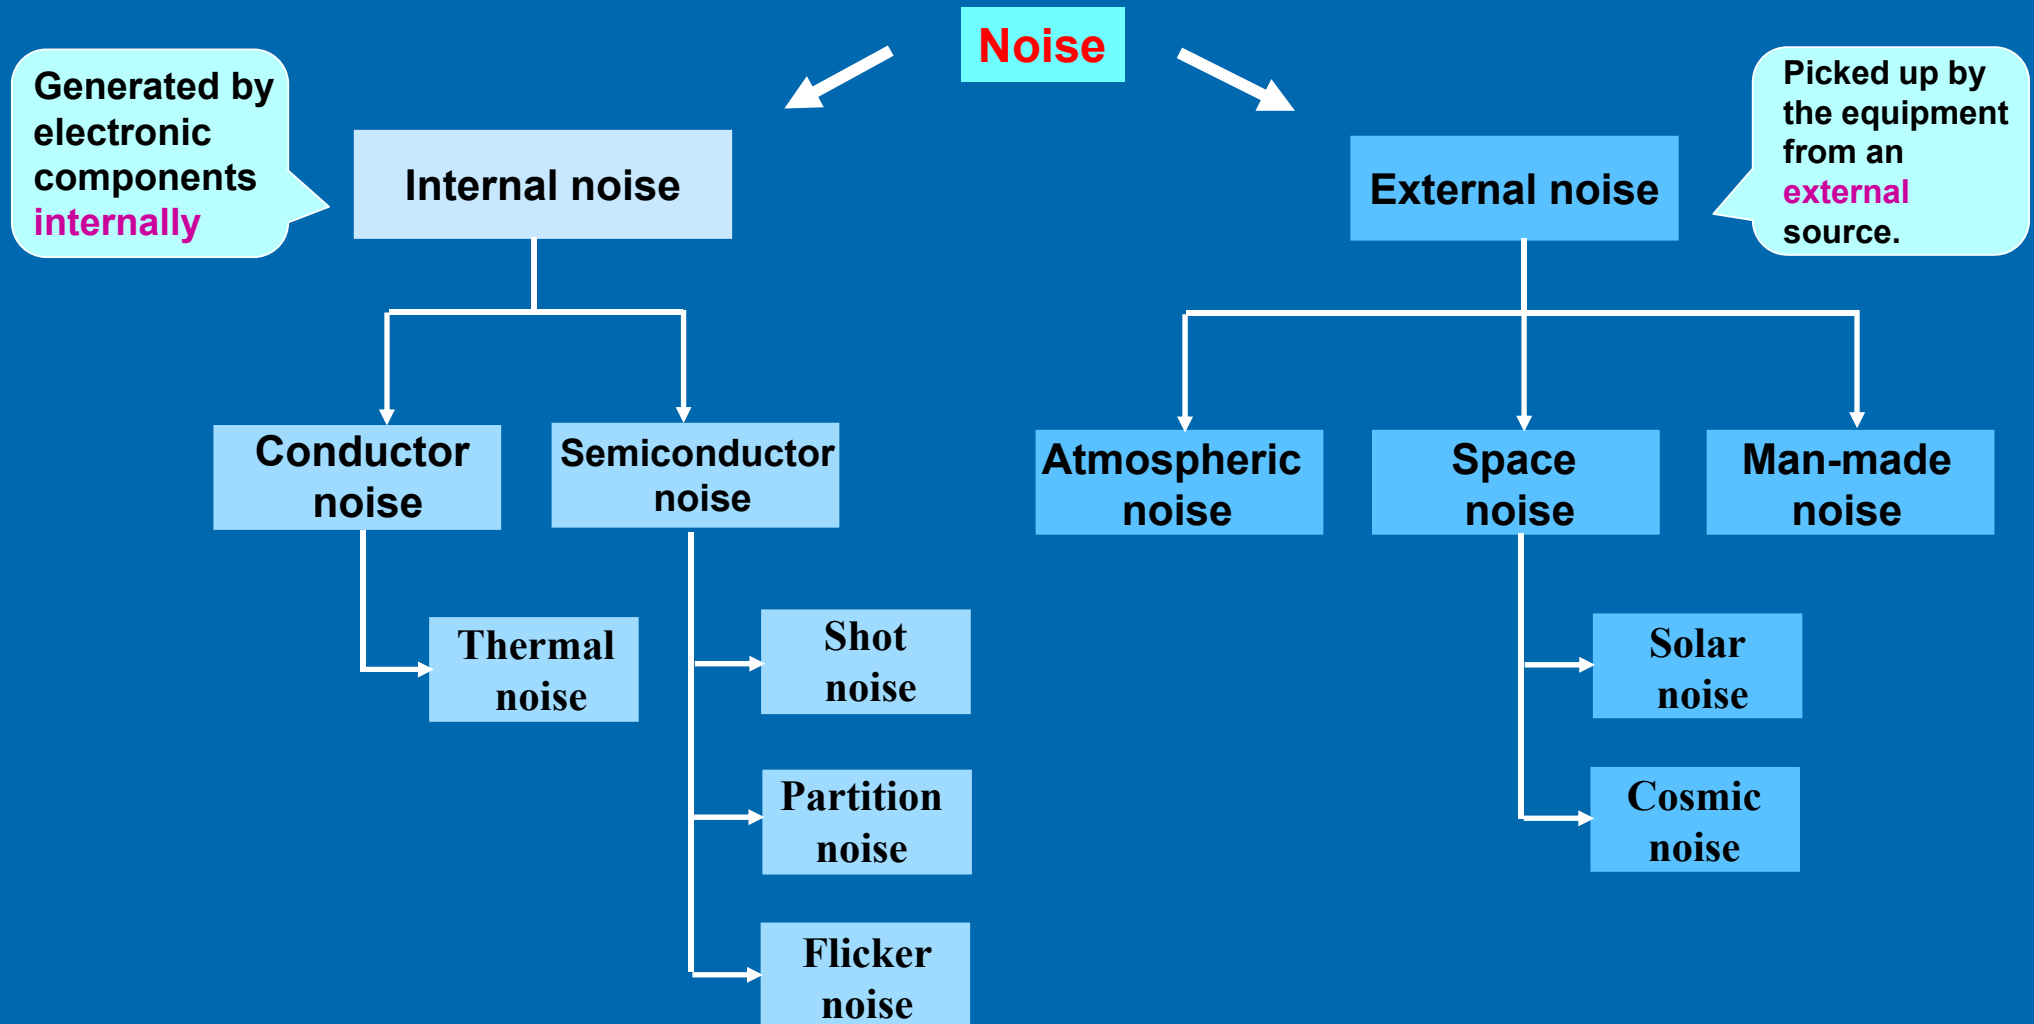 Noise
Generated by
electronic
components
internally
Internal noise
External noise
Picked up by
the equipment
from an
external
source.
Conductor
noise
Semiconductor
noise
Atmospheric
noise
Space
noise
Man-made
noise
Thermal
noise
Shot
noise
Partition
noise
Flicker
noise
Solar
noise
Cosmic
noise